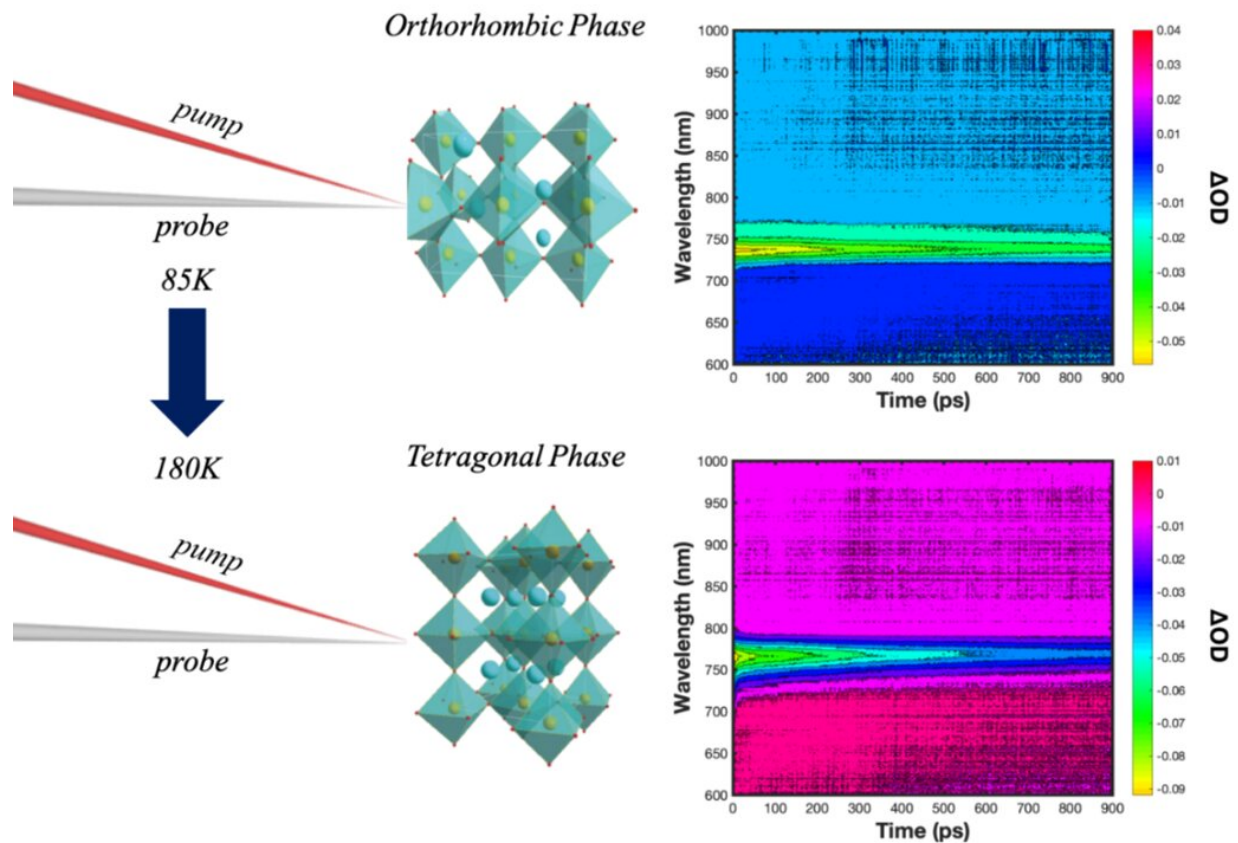 Orthorhombic Phase
pump
probe
85K
180K
1000
950
900
850
800
750
700
650
600
Wavelength (nm)
0 100 200 300 400 500 600 700 800 900
Time (ps)
0.04
0.03
0.02
0.01
0
-0.01
-0.02
-0.03
-0.04
-0.05
ΔOD
Tetragonal Phase
pump
probe
1000
950
900
850
800
750
700
650
600
Wavelength (nm)
0 100 200 300 400 500 600 700 800 900
Time (ps)
0.01
0
-0.01
-0.02
-0.03
-0.04
-0.05
-0.06
-0.07
-0.08
-0.09
ΔOD